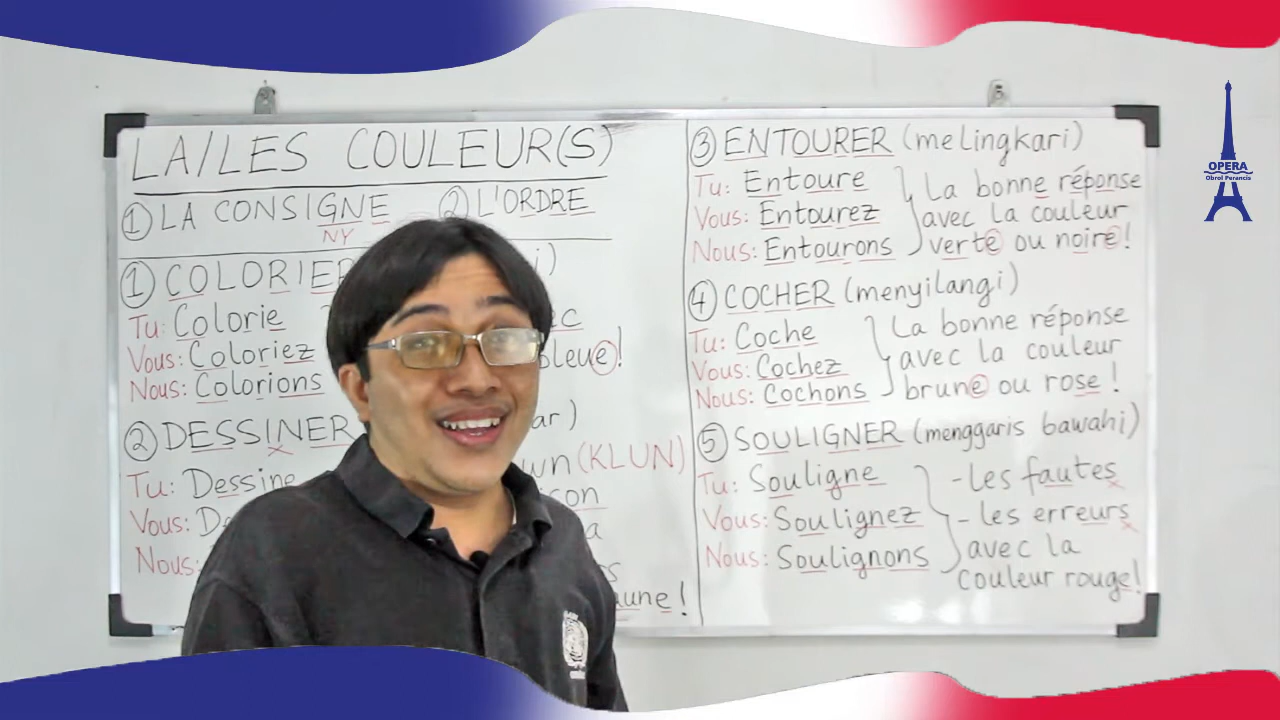 LA/LES COULEUR(S)
① LA CONSIGNE ② L'ORDRE
NY
① COLORIER
Tu: Colorie
Vous: Coloriez bleue!
Nous: Colorions
② DESSINER
Tu: Dessine (KLUN)
Vous:
Nous:
③ ENTOURER (melingkari)
Tu: Entoure La bonne réponse
Vous: Entourez avec la couleur
Nous: Entourons verte ou noire!
④ COCHER (menyilangi)
Tu: Coche La bonne réponse
Vous: Cochez avec la couleur
Nous: Cochons brune ou rose!
⑤ SOULIGNER (menggaris bawahi)
Tu: Souligne - les fautes
Vous: Soulignez - les erreurs
Nous: Soulignons avec la
couleur rouge!
OPERA
Obrol Perancis